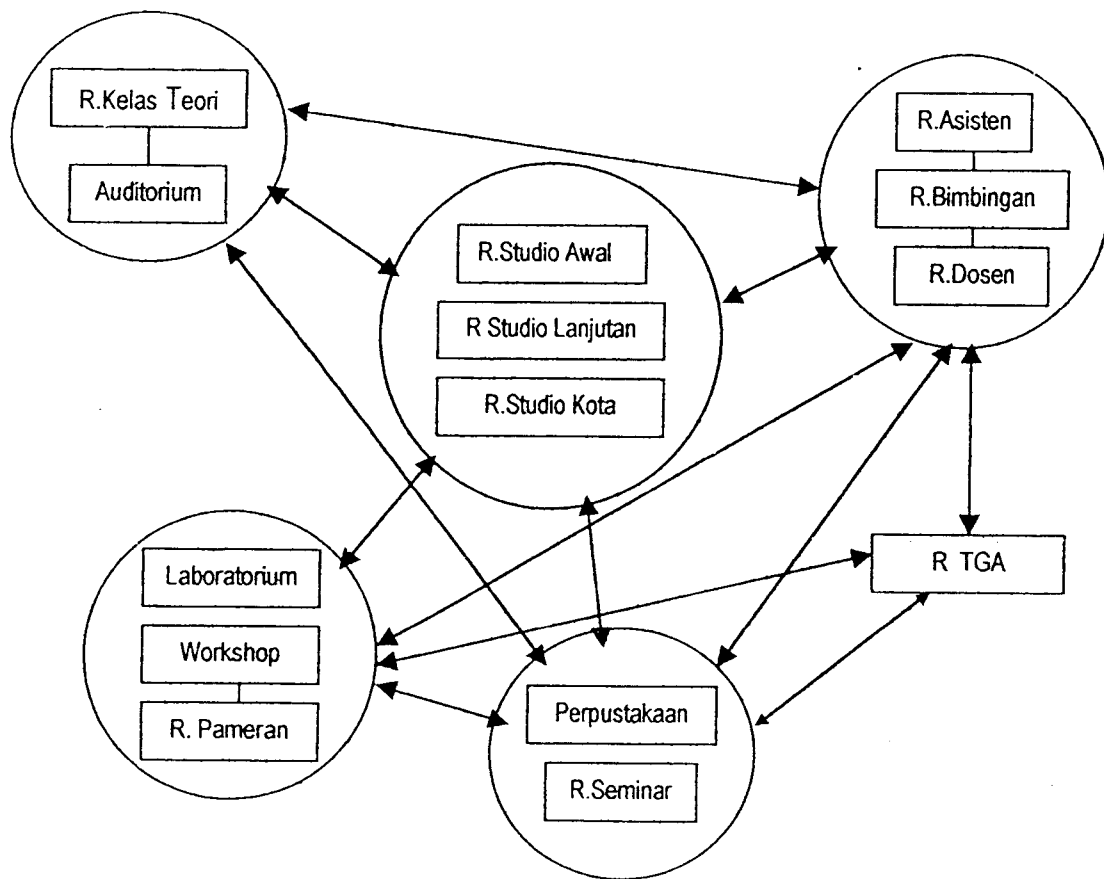 R.Kelas Teori
Auditorium
R.Asisten
R.Bimbingan
R.Dosen
R.Studio Awal
R Studio Lanjutan
R.Studio Kota
R TGA
Laboratorium
Workshop
R. Pameran
Perpustakaan
R.Seminar